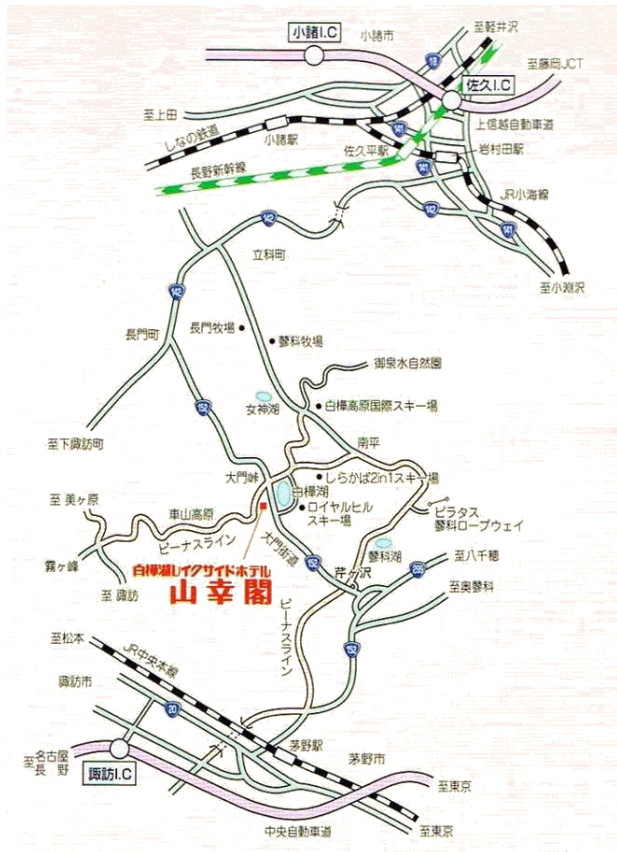 至軽井沢
小諸I.C
小諸市
18
至藤岡JCT
佐久I.C
至上田
しなの鉄道
小諸駅
141
上信越自動車道
佐久平駅
岩村田駅
長野新幹線
141
JR小海線
142
142
141
立科町
至小淵沢
142
長門町
長門牧場
蓼科牧場
御泉水自然園
152
女神湖
白樺高原国際スキー場
至下諏訪町
南平
大門峠
しらかば2in1スキー場
白樺湖
至美ヶ原
車山高原
ロイヤルヒル
スキー場
ピラタス
蓼科ロープウェイ
ビーナスライン
大門街道
蓼科湖
霧ヶ峰
152
芹ヶ沢
299
至八千穂
白樺湖レイクサイドホテル
山幸閣
至諏訪
至奥蓼科
ビーナスライン
至松本
JR中央本線
152
諏訪市
20
茅野駅
茅野市
至名古屋
長野
諏訪I.C
至東京
中央自動車道
至東京